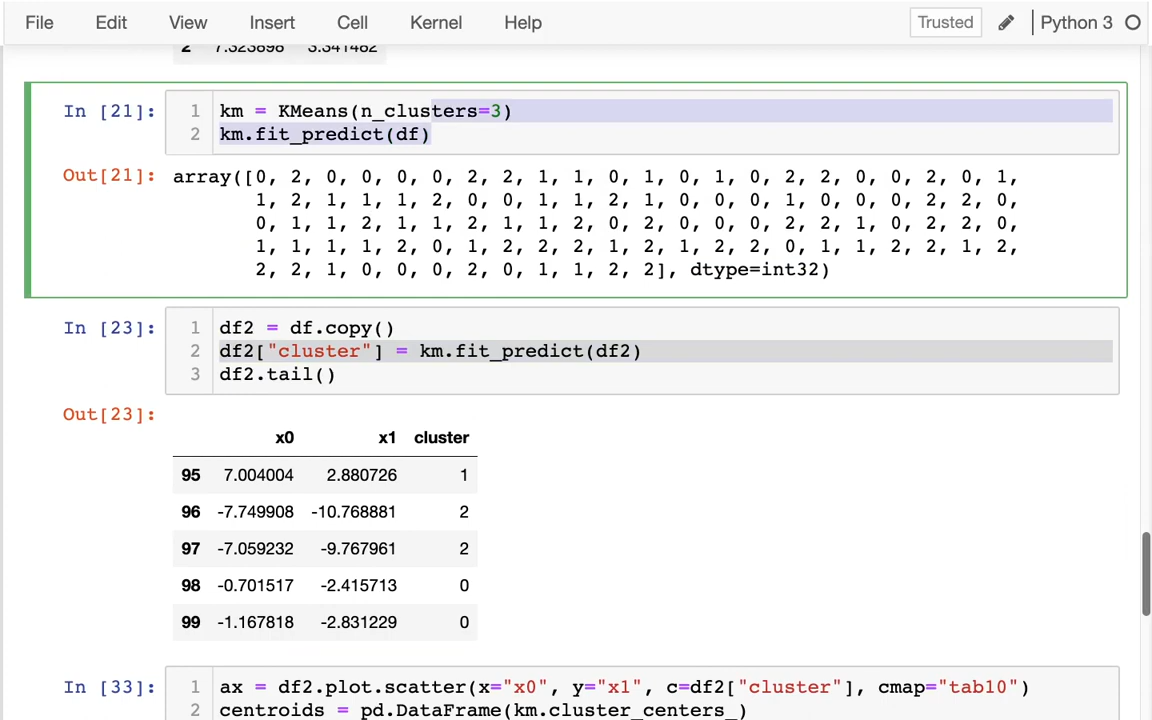 File Edit View Insert Cell Kernel Help Trusted Python 3
2 7.323898 3.341482
In [21]: 1 km = KMeans(n_clusters=3)
2 km.fit_predict(df)
Out[21]: array([0, 2, 0, 0, 0, 0, 2, 2, 1, 1, 0, 1, 0, 1, 0, 2, 2, 0, 0, 2, 0, 1,
1, 2, 1, 1, 1, 2, 0, 0, 1, 1, 2, 1, 0, 0, 0, 1, 0, 0, 0, 2, 2, 0,
0, 1, 1, 2, 1, 1, 2, 1, 1, 2, 0, 2, 0, 0, 0, 2, 2, 1, 0, 2, 2, 0,
1, 1, 1, 1, 2, 0, 1, 2, 2, 2, 1, 2, 1, 2, 2, 0, 1, 1, 2, 2, 1, 2,
2, 2, 1, 0, 0, 0, 2, 0, 1, 1, 2, 2], dtype=int32)
In [23]: 1 df2 = df.copy()
2 df2["cluster"] = km.fit_predict(df2)
3 df2.tail()
Out[23]:
x0 x1 cluster
95 7.004004 2.880726 1
96 -7.749908 -10.768881 2
97 -7.059232 -9.767961 2
98 -0.701517 -2.415713 0
99 -1.167818 -2.831229 0
In [33]: 1 ax = df2.plot.scatter(x="x0", y="x1", c=df2["cluster"], cmap="tab10")
2 centroids = pd.DataFrame(km.cluster_centers_)